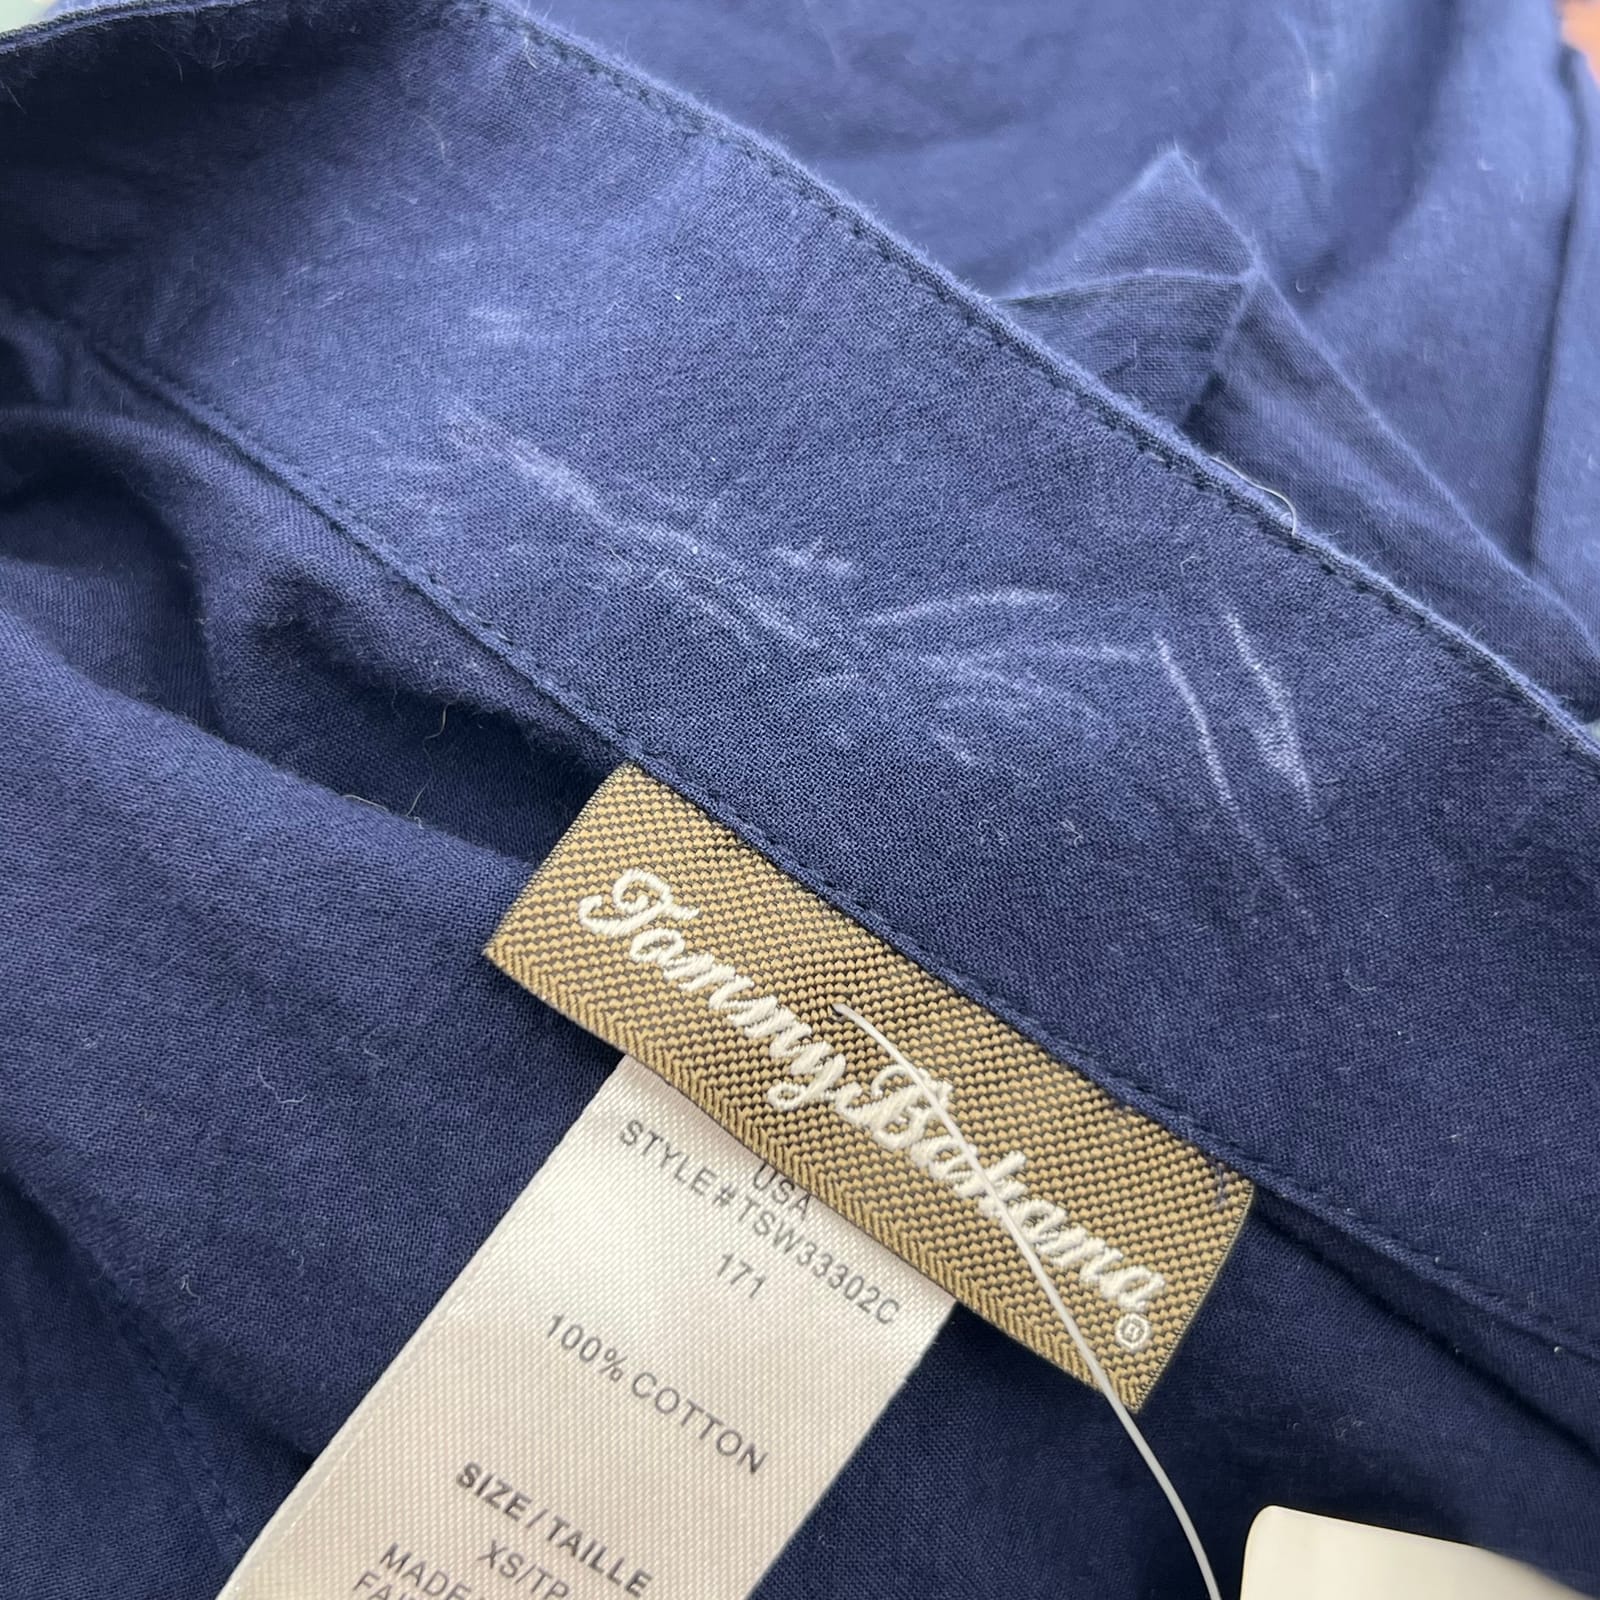 Tommy Bahama®
USA
STYLE# TSW33302C
171
100% COTTON
SIZE / TAILLE
XS/TP
MADE